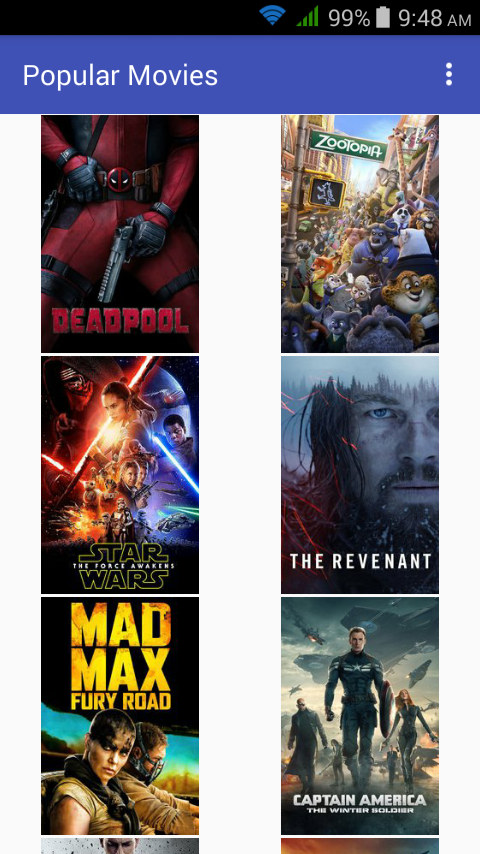 99% 9:48 AM
Popular Movies
DEADPOOL
ZOOTOPIA
STAR
THE FORCE AWAKENS
WARS
THE REVENANT
MAD
MAX
FURY ROAD
CAPTAIN AMERICA
THE WINTER SOLDIER